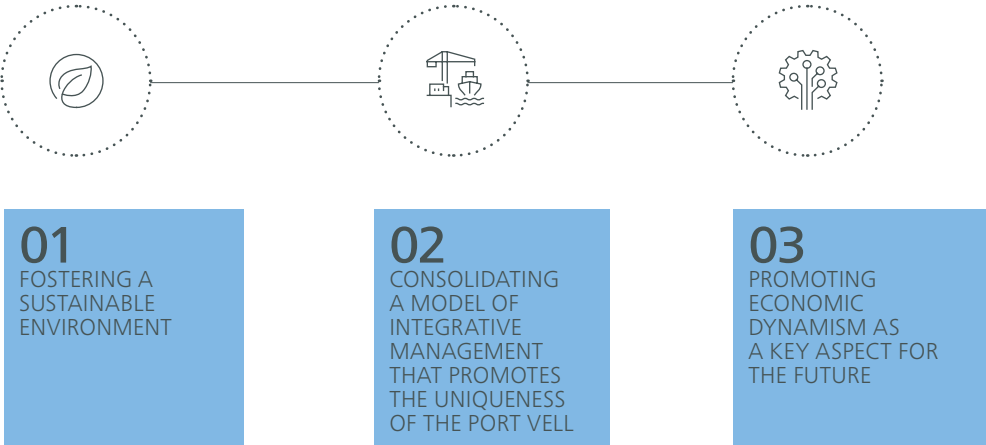 01
FOSTERING A
SUSTAINABLE
ENVIRONMENT
02
CONSOLIDATING
A MODEL OF
INTEGRATIVE
MANAGEMENT
THAT PROMOTES
THE UNIQUENESS
OF THE PORT VELL
03
PROMOTING
ECONOMIC
DYNAMISM AS
A KEY ASPECT FOR
THE FUTURE